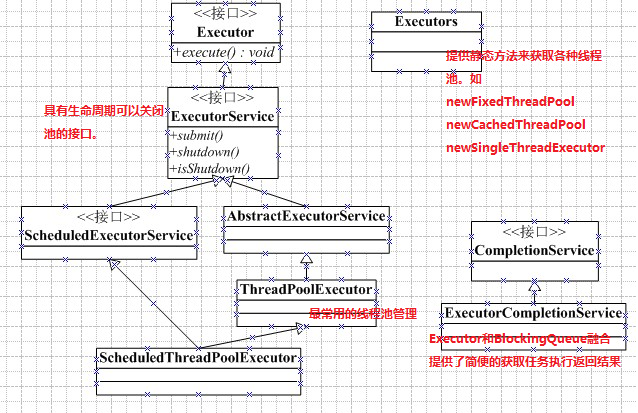 <<接口>>
Executor
+execute() : void
Executors
提供静态方法来获取各种线程
池。如
newFixedThreadPool
newCachedThreadPool
newSingleThreadExecutor
具有生命周期可以关闭
池的接口。
<<接口>>
ExecutorService
+submit()
+shutdown()
+isShutdown()
<<接口>>
ScheduledExecutorService
AbstractExecutorService
<<接口>>
CompletionService
ThreadPoolExecutor
最常用的线程池管理
ExecutorCompletionService
Executor和BlockingQueue融合
提供了简便的获取任务执行返回结果
ScheduledThreadPoolExecutor